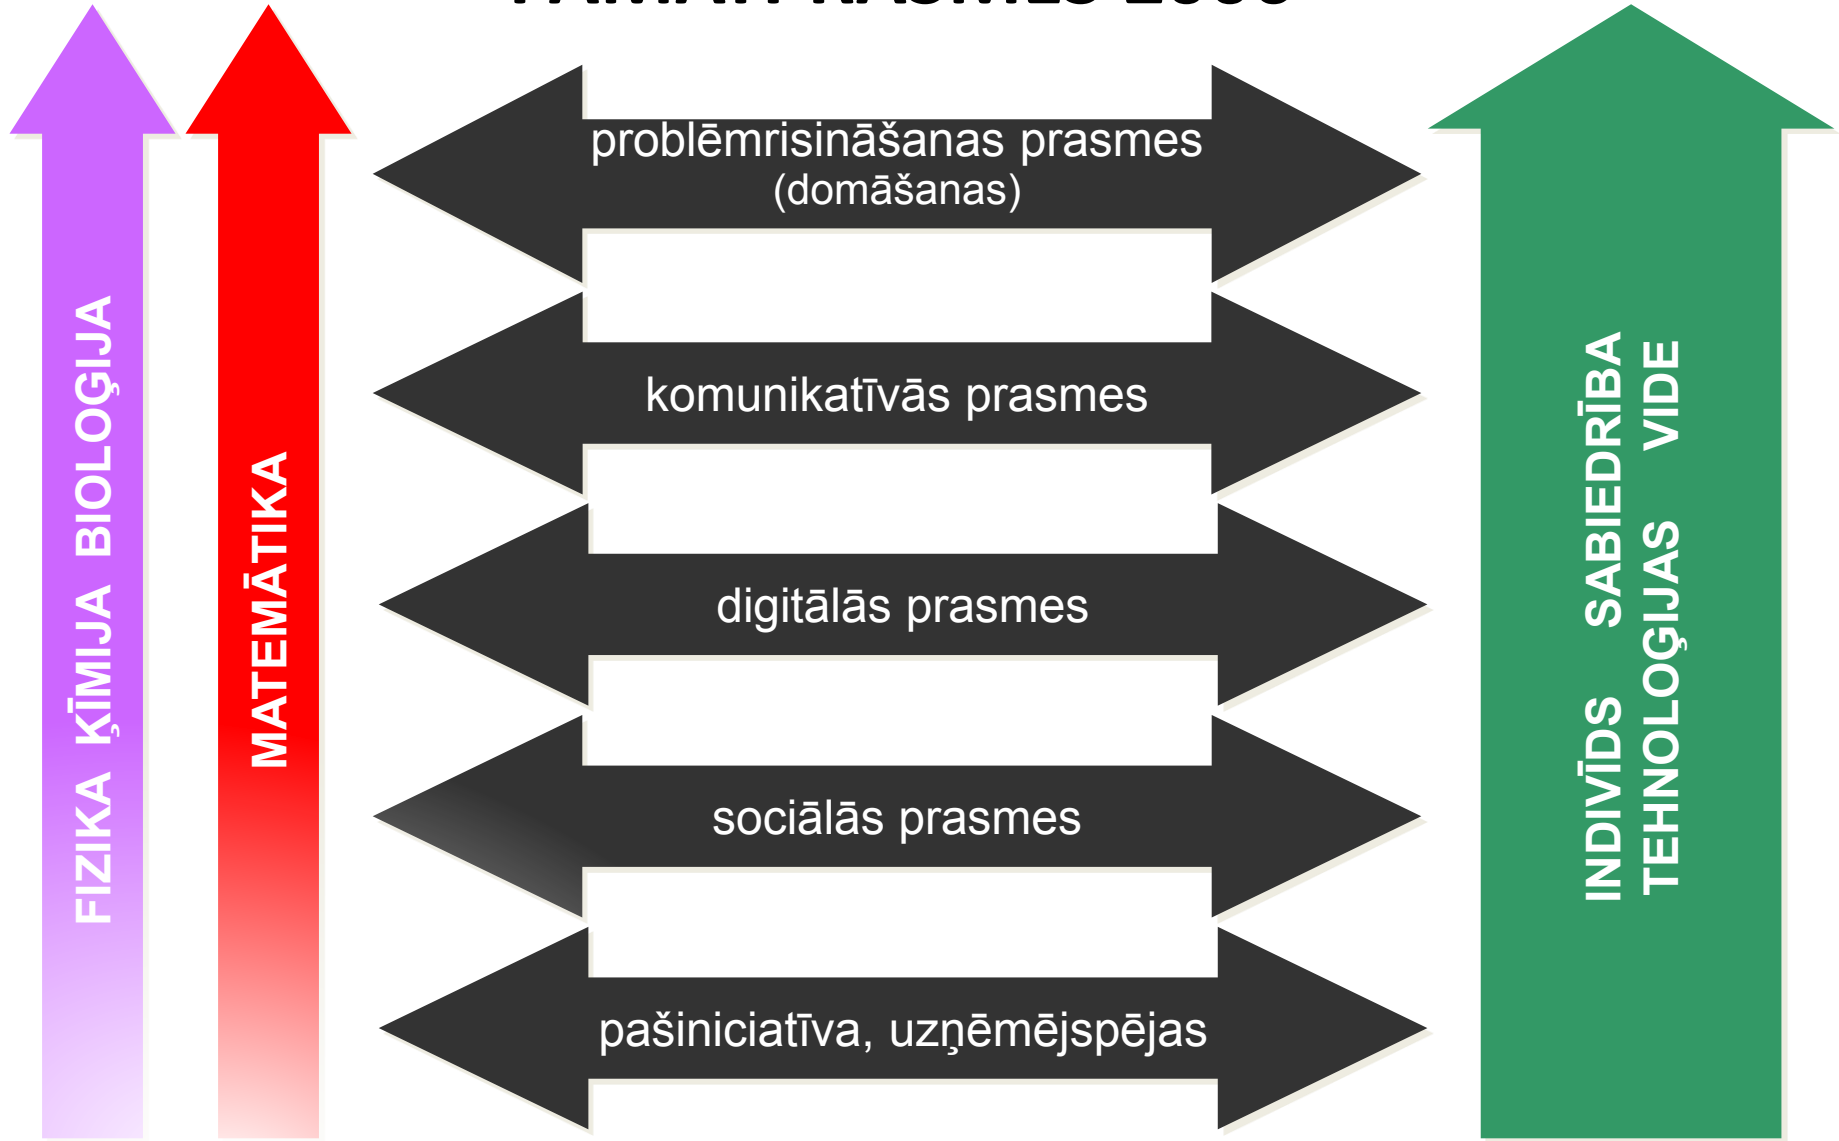 problēmrisināšanas prasmes
(domāšanas)
komunikatīvās prasmes
digitālās prasmes
sociālās prasmes
pašiniciatīva, uzņēmējspējas
FIZIKA ĶĪMIJA BIOLOĢIJA
MATEMĀTIKA
INDIVĪDS SABIEDRĪBA
TEHNOLOĢIJAS VIDE